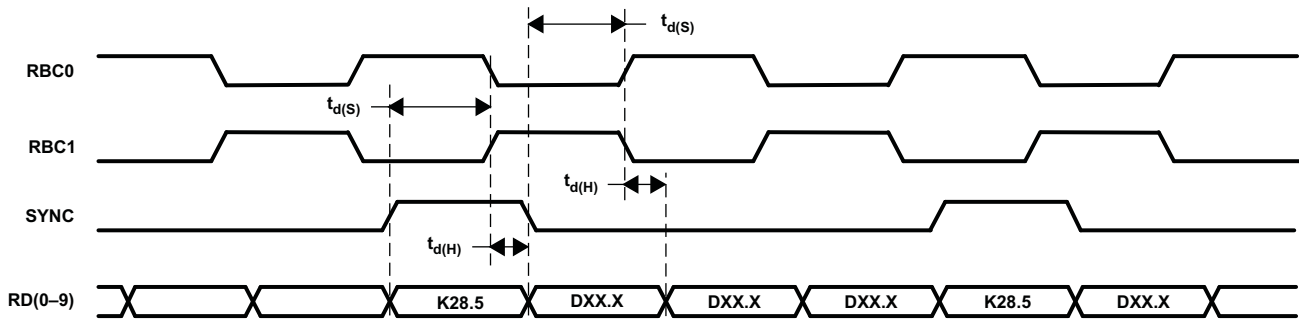 t_d(S)
RBC0
t_d(S)
RBC1
t_d(H)
SYNC
t_d(H)
RD(0–9) K28.5 DXX.X DXX.X DXX.X K28.5 DXX.X